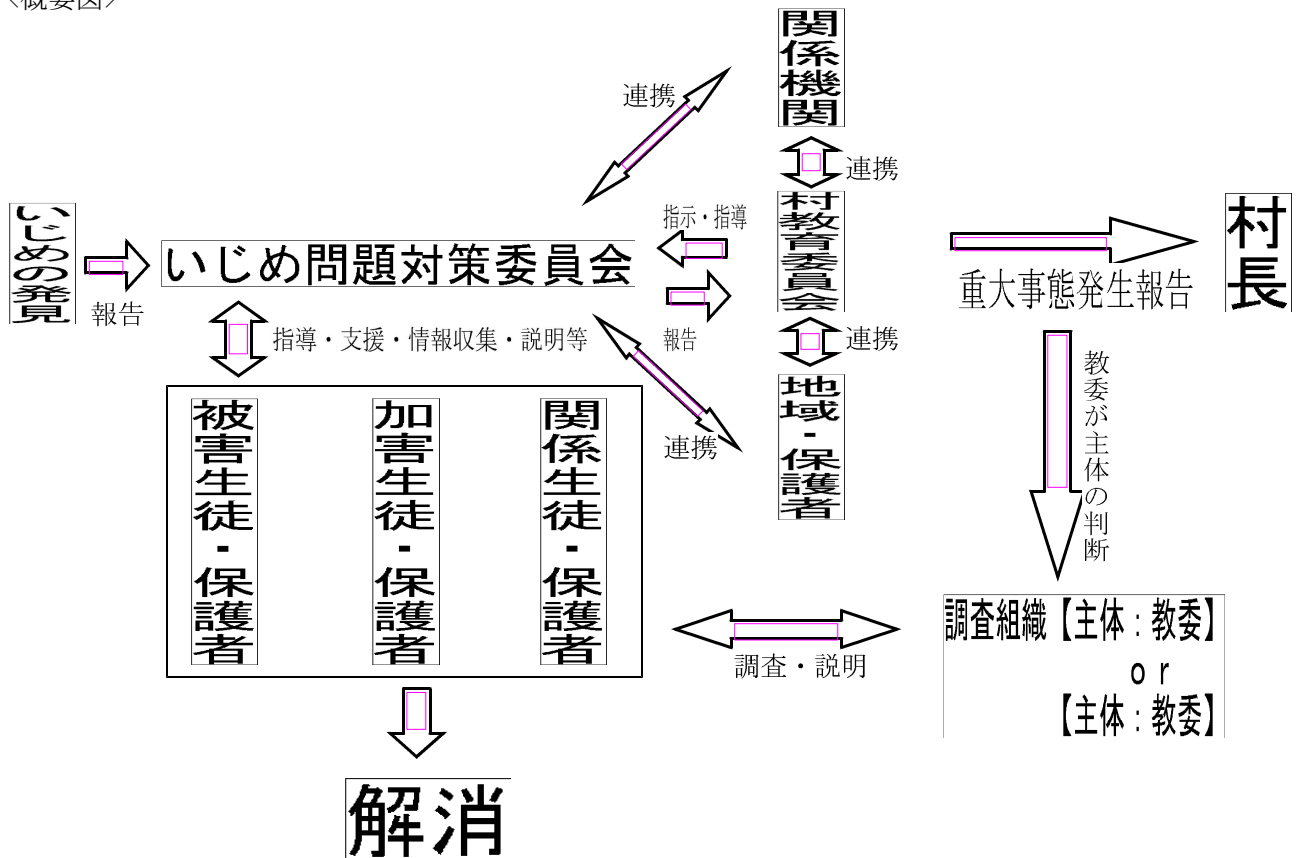 〈概要図〉
関係機関
連携
連携
いじめの発見
報告
いじめ問題対策委員会
指示・指導
報告
村教育委員会
重大事態発生報告
村長
指導・支援・情報収集・説明等
連携
連携
地域・保護者
教委が主体の判断
被害生徒・保護者
加害生徒・保護者
関係生徒・保護者
調査・説明
調査組織【主体：教委】
or
【主体：教委】
解消